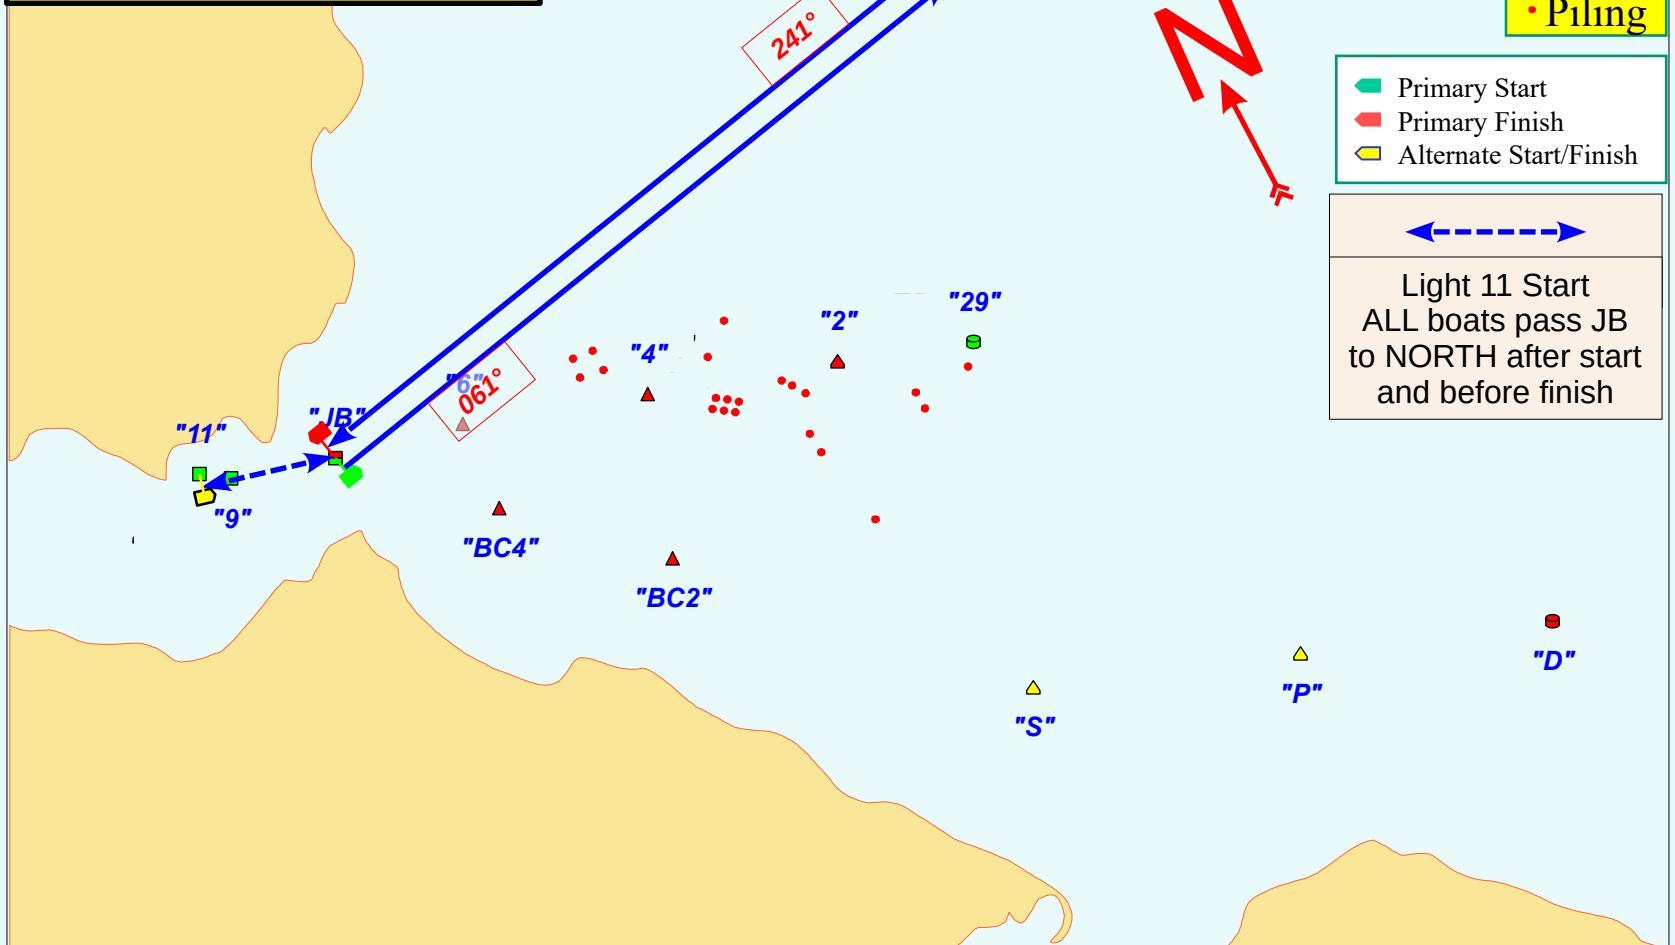 241°
N
Piling
Primary Start
Primary Finish
Alternate Start/Finish
Light 11 Start
ALL boats pass JB
to NORTH after start
and before finish
"29"
"2"
"4"
"6"
061°
"JB"
"11"
"9"
"BC4"
"BC2"
"D"
"P"
"S"